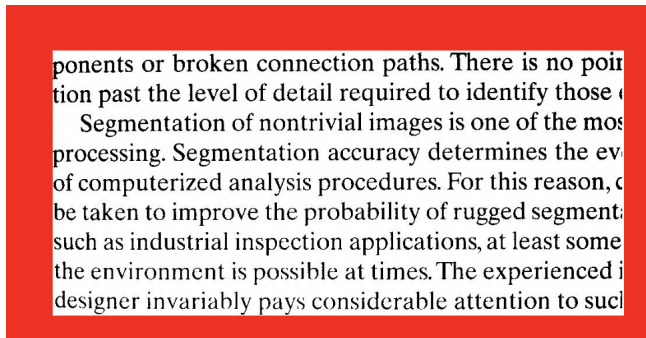 ponents or broken connection paths. There is no poin
tion past the level of detail required to identify those
Segmentation of nontrivial images is one of the mos
processing. Segmentation accuracy determines the ev
of computerized analysis procedures. For this reason, c
be taken to improve the probability of rugged segment
such as industrial inspection applications, at least some
the environment is possible at times. The experienced i
designer invariably pays considerable attention to such